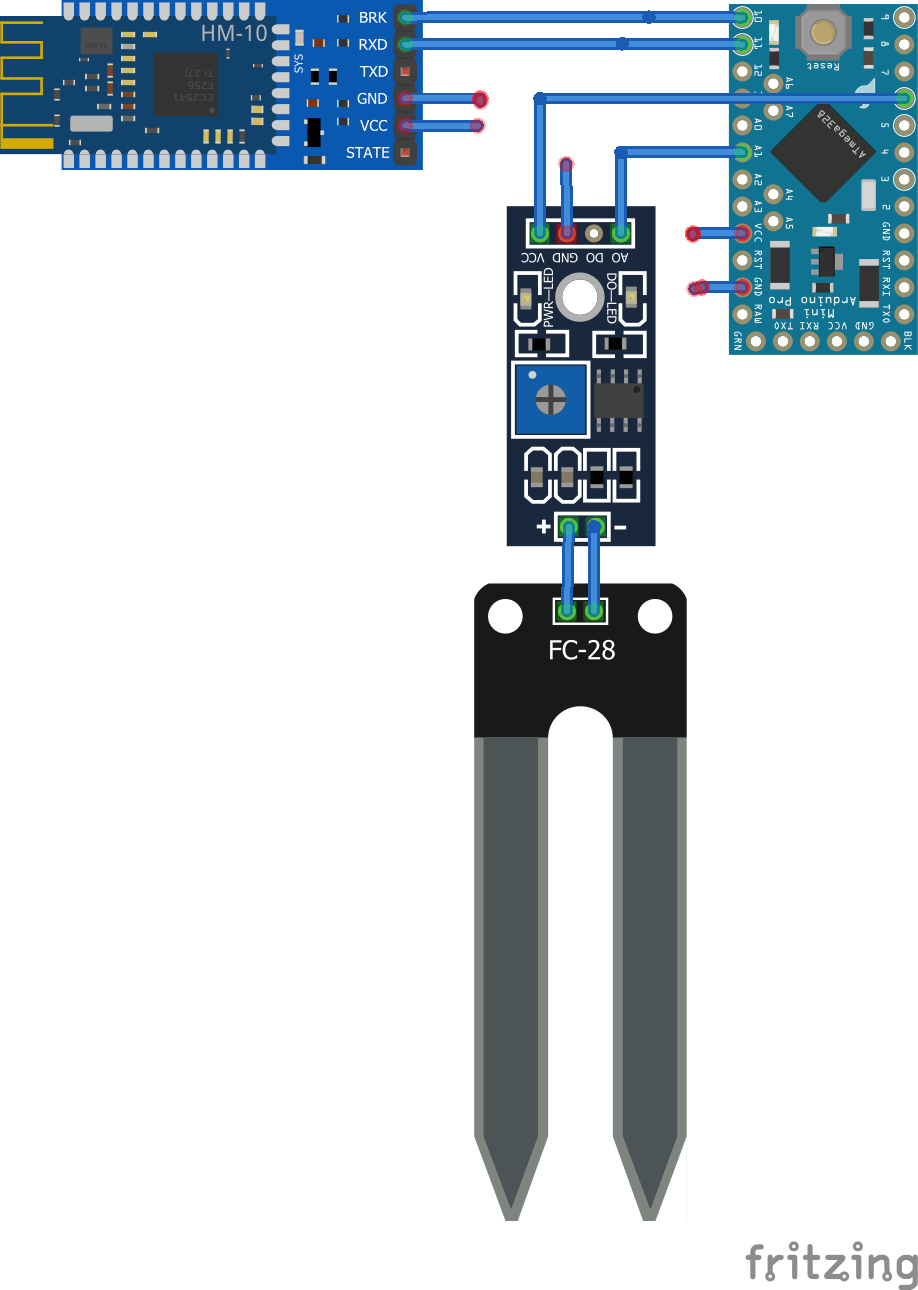 HM-10
SYS
CC2541
F256
TI 27J
BRK
RXD
TXD
GND
VCC
STATE
10
11
12
A0
A1
A2
A3
VCC
RST
GND
RAW
GRN
A6
A7
A4
A5
Reset
ATmega328
9
8
7
5
4
3
2
GND
RST
RXI
TXO
BLK
Arduino
Pro
Mini
TXO RXI VCC GND
VCC GND DO AO
PWR—LED
DO—LED
+ −
FC-28
fritzing